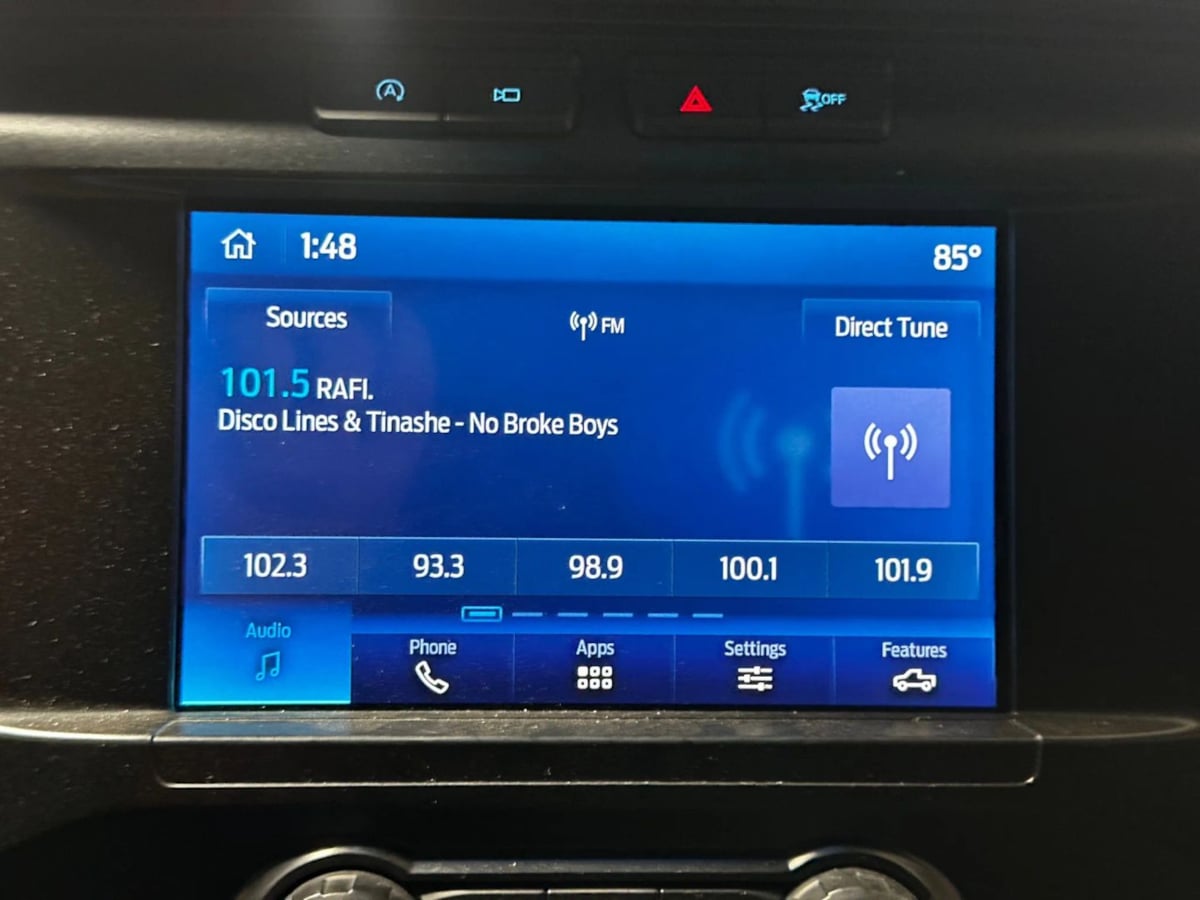 A
OFF
1:48
85°
Sources
FM
Direct Tune
101.5 RAFI.
Disco Lines & Tinashe - No Broke Boys
102.3
93.3
98.9
100.1
101.9
Audio
Phone
Apps
Settings
Features